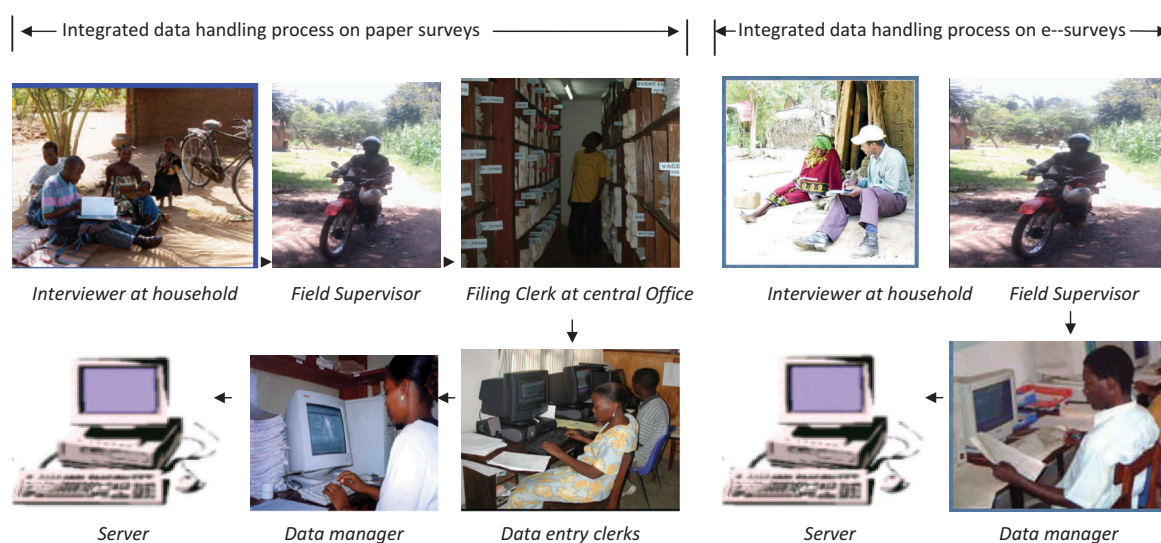 Integrated data handling process on paper surveys
Integrated data handling process on e--surveys
Interviewer at household
Field Supervisor
Filing Clerk at central Office
Interviewer at household
Field Supervisor
Server
Data manager
Data entry clerks
Server
Data manager